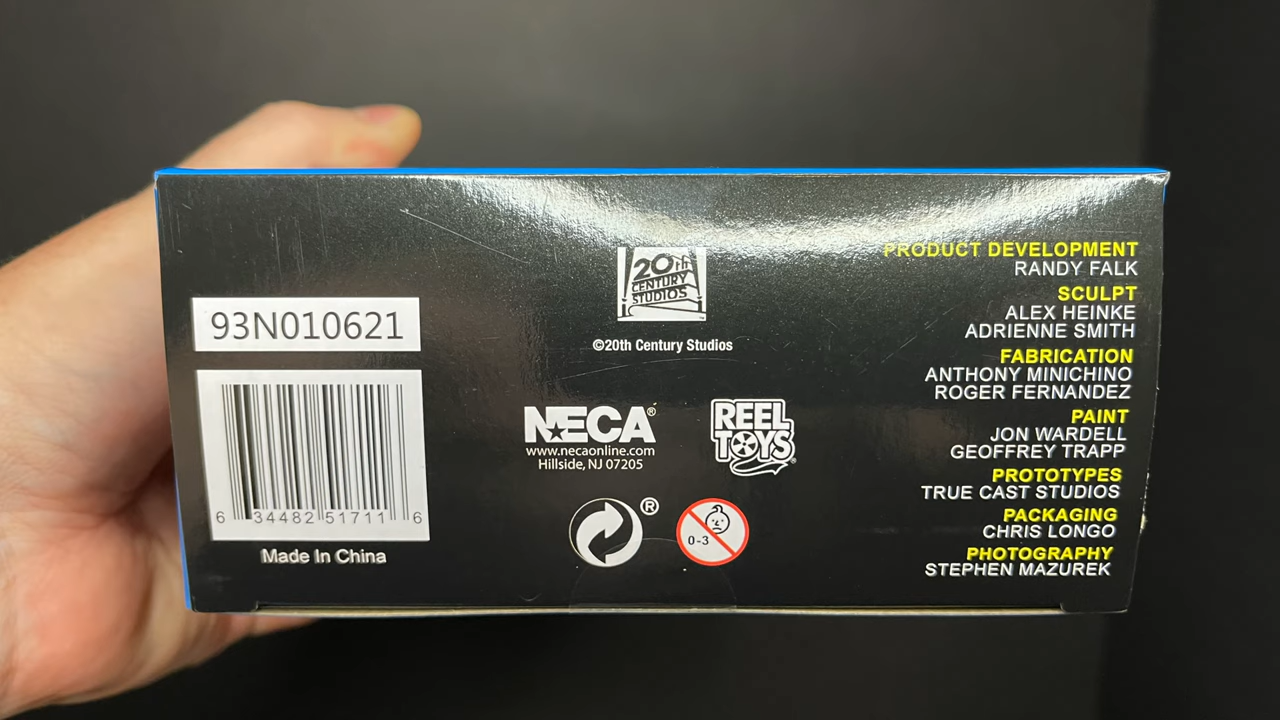 93N010621
6 34482 51711 6
Made In China
20th
CENTURY
STUDIOS
©20th Century Studios
NECA®
www.necaonline.com
Hillside, NJ 07205
REEL
TOYS®
®
0-3
PRODUCT DEVELOPMENT
RANDY FALK
SCULPT
ALEX HEINKE
ADRIENNE SMITH
FABRICATION
ANTHONY MINICHINO
ROGER FERNANDEZ
PAINT
JON WARDELL
GEOFFREY TRAPP
PROTOTYPES
TRUE CAST STUDIOS
PACKAGING
CHRIS LONGO
PHOTOGRAPHY
STEPHEN MAZUREK